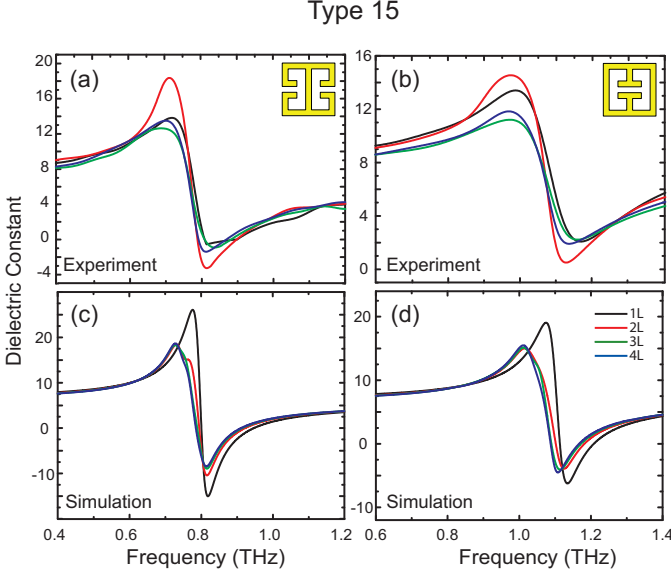 Type 15
Dielectric Constant
(a)
20
16
12
8
4
0
-4
Experiment
(b)
16
12
8
4
0
Experiment
(c)
20
10
0
-10
Simulation
0.4
0.6
0.8
1.0
1.2
Frequency (THz)
(d)
1L
2L
3L
4L
20
10
0
-10
Simulation
0.6
0.8
1.0
1.2
1.4
Frequency (THz)